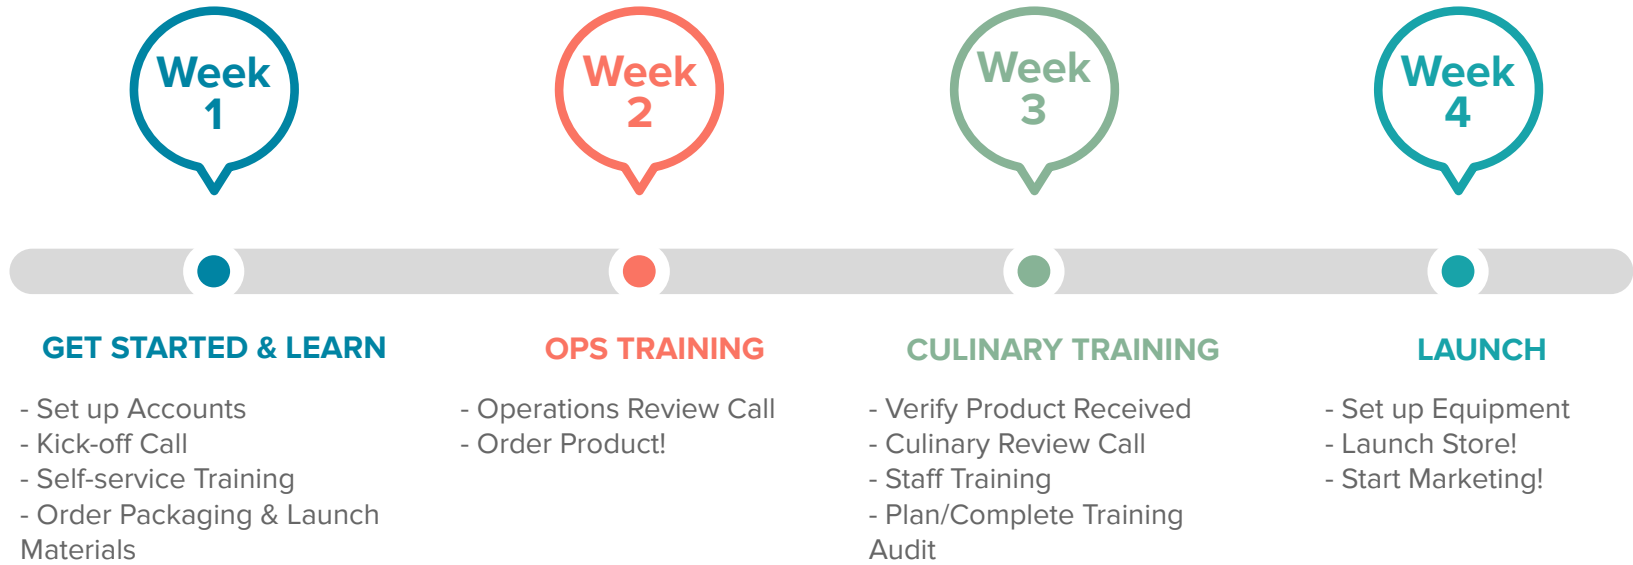 Week
1
Week
2
Week
3
Week
4
GET STARTED & LEARN
- Set up Accounts
- Kick-off Call
- Self-service Training
- Order Packaging & Launch
Materials
OPS TRAINING
- Operations Review Call
- Order Product!
CULINARY TRAINING
- Verify Product Received
- Culinary Review Call
- Staff Training
- Plan/Complete Training
Audit
LAUNCH
- Set up Equipment
- Launch Store!
- Start Marketing!